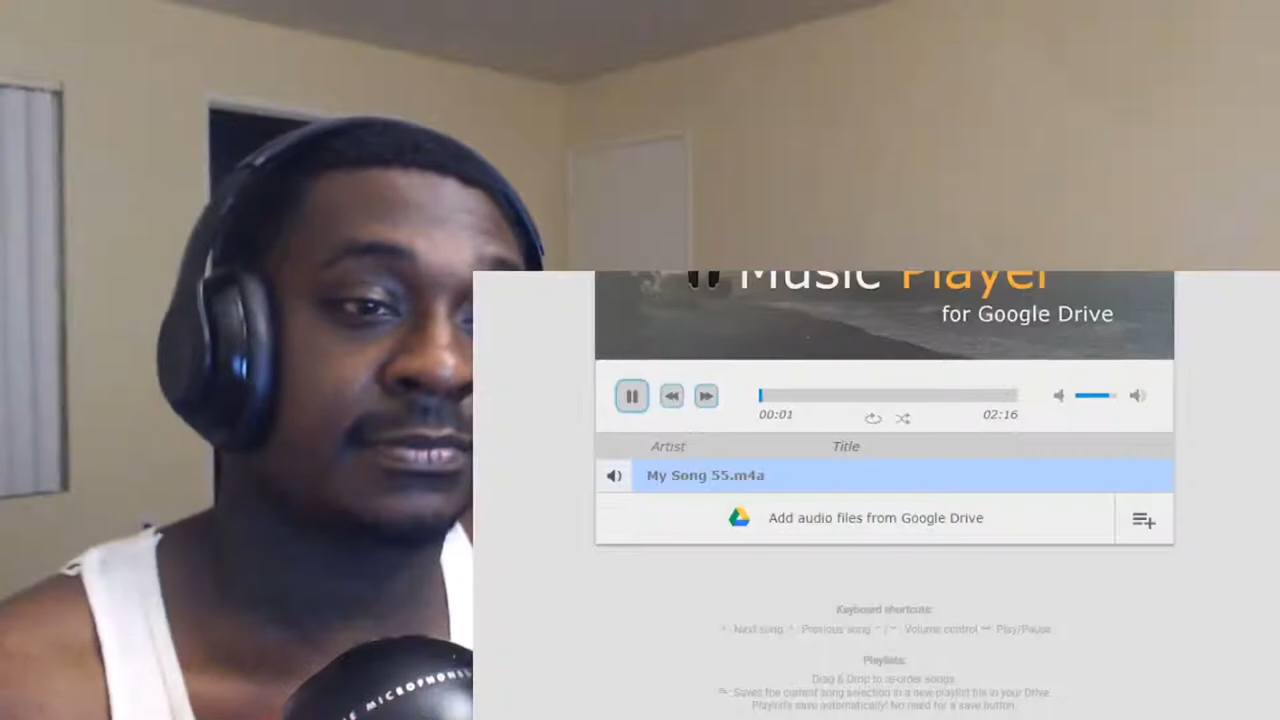 Music Player
for Google Drive
00:01
02:16
Artist Title
My Song 55.m4a
Add audio files from Google Drive
Keyboard shortcuts:
Next song Previous song Volume control Play/Pause
Playlists:
Drag & Drop to re-order songs.
Saves the current song selection in a new playlist file in your Drive.
Playlists save automatically! No need for a save button.
MICROPHONES